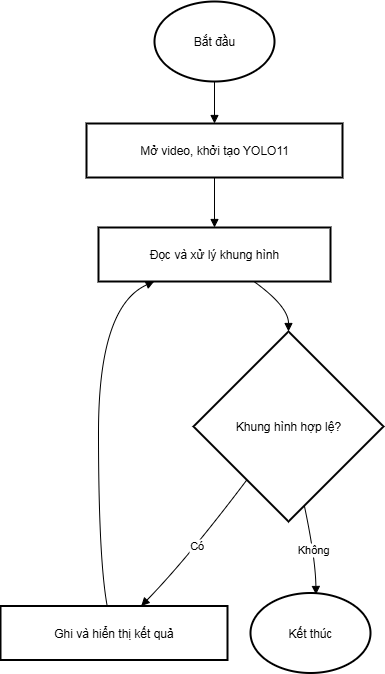 Bắt đầu
Mở video, khởi tạo YOLO11
Đọc và xử lý khung hình
Khung hình hợp lệ?
Có
Không
Ghi và hiển thị kết quả
Kết thúc